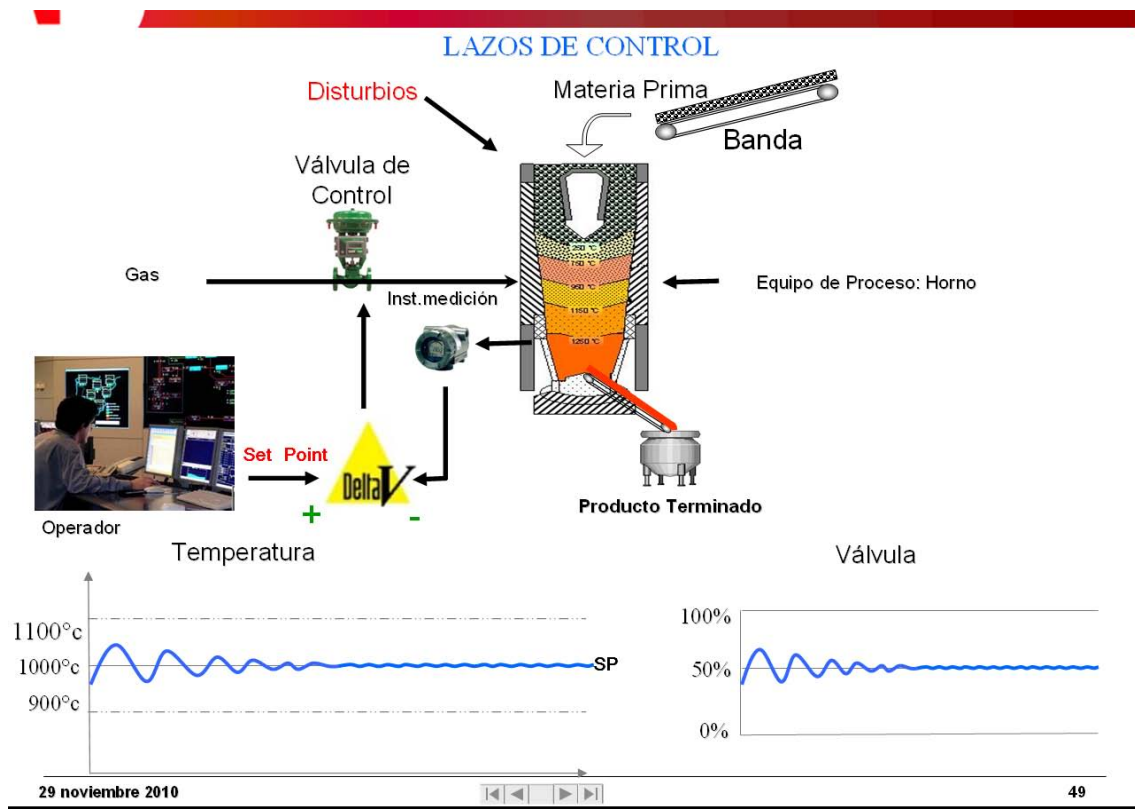 LAZOS DE CONTROL
Disturbios
Materia Prima
Banda
Válvula de
Control
Gas
Inst.medición
Equipo de Proceso: Horno
250 °C
750 °C
950 °C
1150 °C
1250 °C
Set Point
DeltaV
+ -
Operador
Producto Terminado
Temperatura
1100°c
1000°c
900°c
SP
Válvula
100%
50%
0%
29 noviembre 2010
49